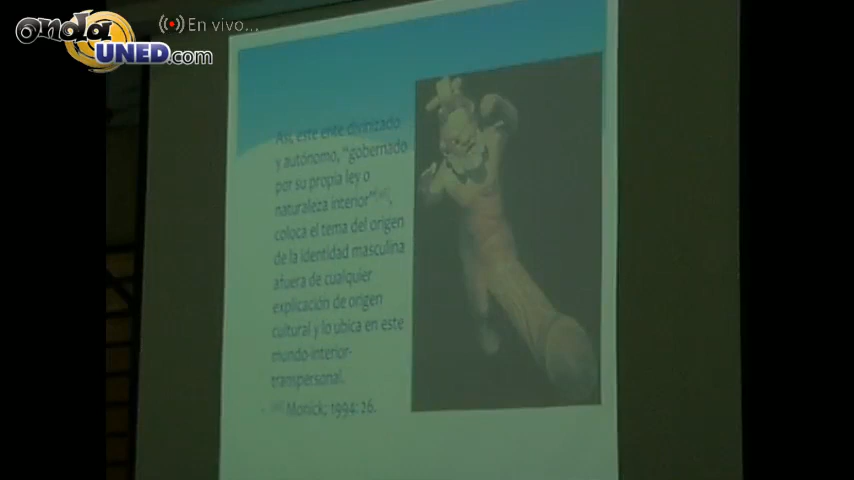 onda
UNED.com
En vivo...
Así, este ente divinizado
y autónomo, "gobernado
por su propia ley o
naturaleza interior"
coloca el tema del origen
de la identidad masculina
afuera de cualquier
explicación de origen
cultural y lo ubica en este
mundo-interior-
transpersonal.
Monick, 1994: 26.